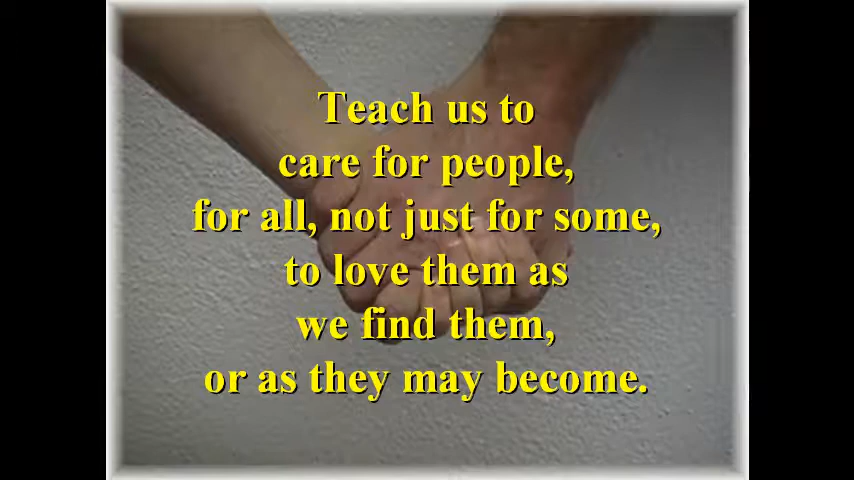 Teach us to
care for people,
for all, not just for some,
to love them as
we find them,
or as they may become.